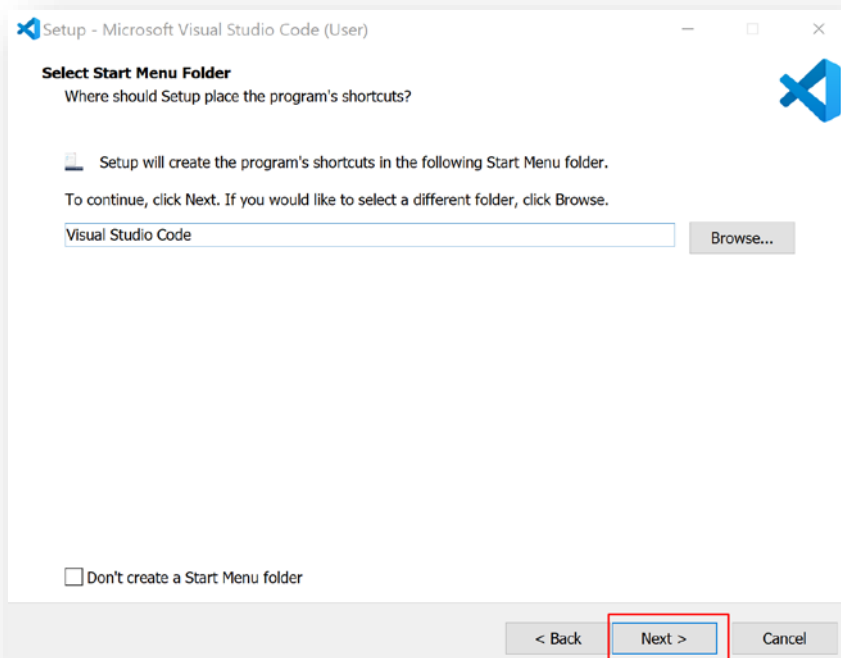 Setup - Microsoft Visual Studio Code (User)
Select Start Menu Folder
Where should Setup place the program's shortcuts?
Setup will create the program's shortcuts in the following Start Menu folder.
To continue, click Next. If you would like to select a different folder, click Browse.
Visual Studio Code
Browse...
Don't create a Start Menu folder
< Back
Next >
Cancel